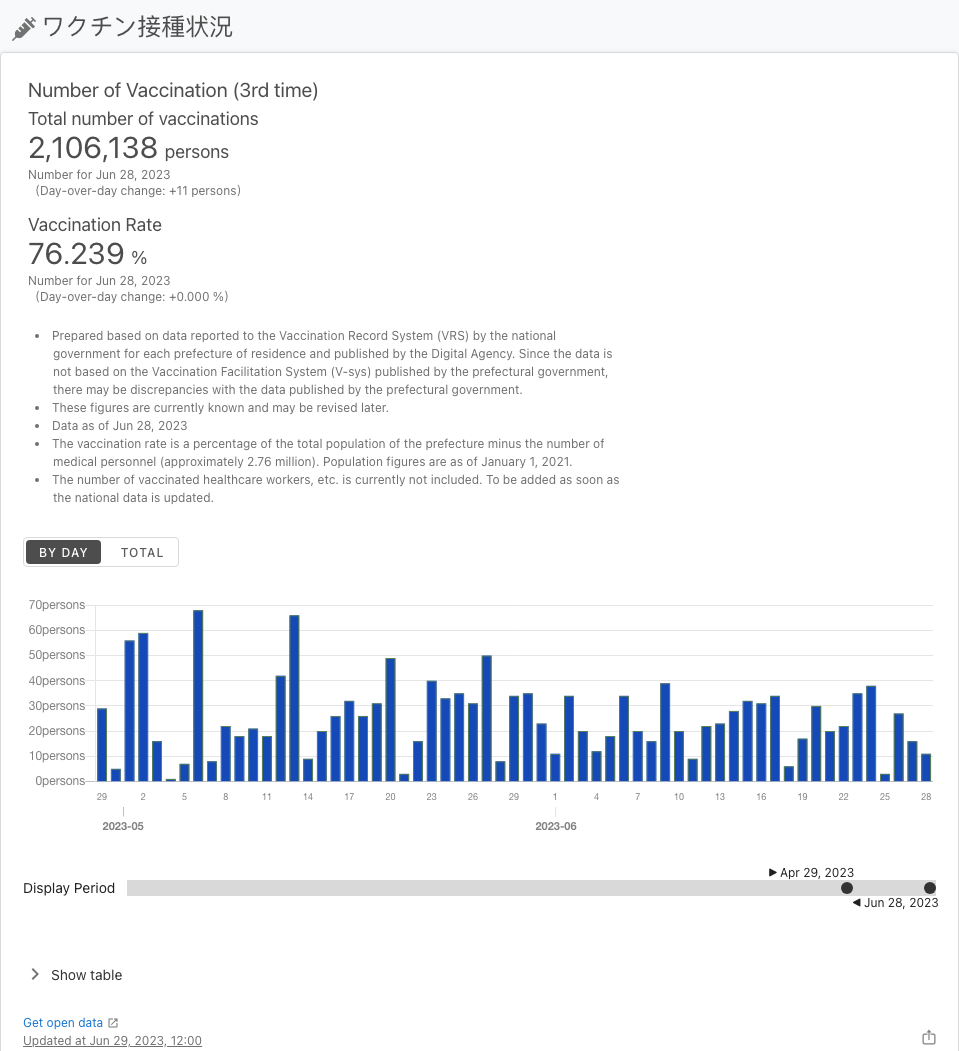 ワクチン接種状況
Number of Vaccination (3rd time)
Total number of vaccinations
2,106,138 persons
Number for Jun 28, 2023
(Day-over-day change: +11 persons)
Vaccination Rate
76.239 %
Number for Jun 28, 2023
(Day-over-day change: +0.000 %)
• Prepared based on data reported to the Vaccination Record System (VRS) by the national
government for each prefecture of residence and published by the Digital Agency. Since the data is
not based on the Vaccination Facilitation System (V-sys) published by the prefectural government,
there may be discrepancies with the data published by the prefectural government.
• These figures are currently known and may be revised later.
• Data as of Jun 28, 2023
• The vaccination rate is a percentage of the total population of the prefecture minus the number of
medical personnel (approximately 2.76 million). Population figures are as of January 1, 2021.
• The number of vaccinated healthcare workers, etc. is currently not included. To be added as soon as
the national data is updated.
BY DAY TOTAL
70persons
60persons
50persons
40persons
30persons
20persons
10persons
0persons
29 2 5 8 11 14 17 20 23 26 29 1 4 7 10 13 16 19 22 25 28
2023-05 2023-06
▶ Apr 29, 2023
Display Period
◀ Jun 28, 2023
Show table
Get open data
Updated at Jun 29, 2023, 12:00